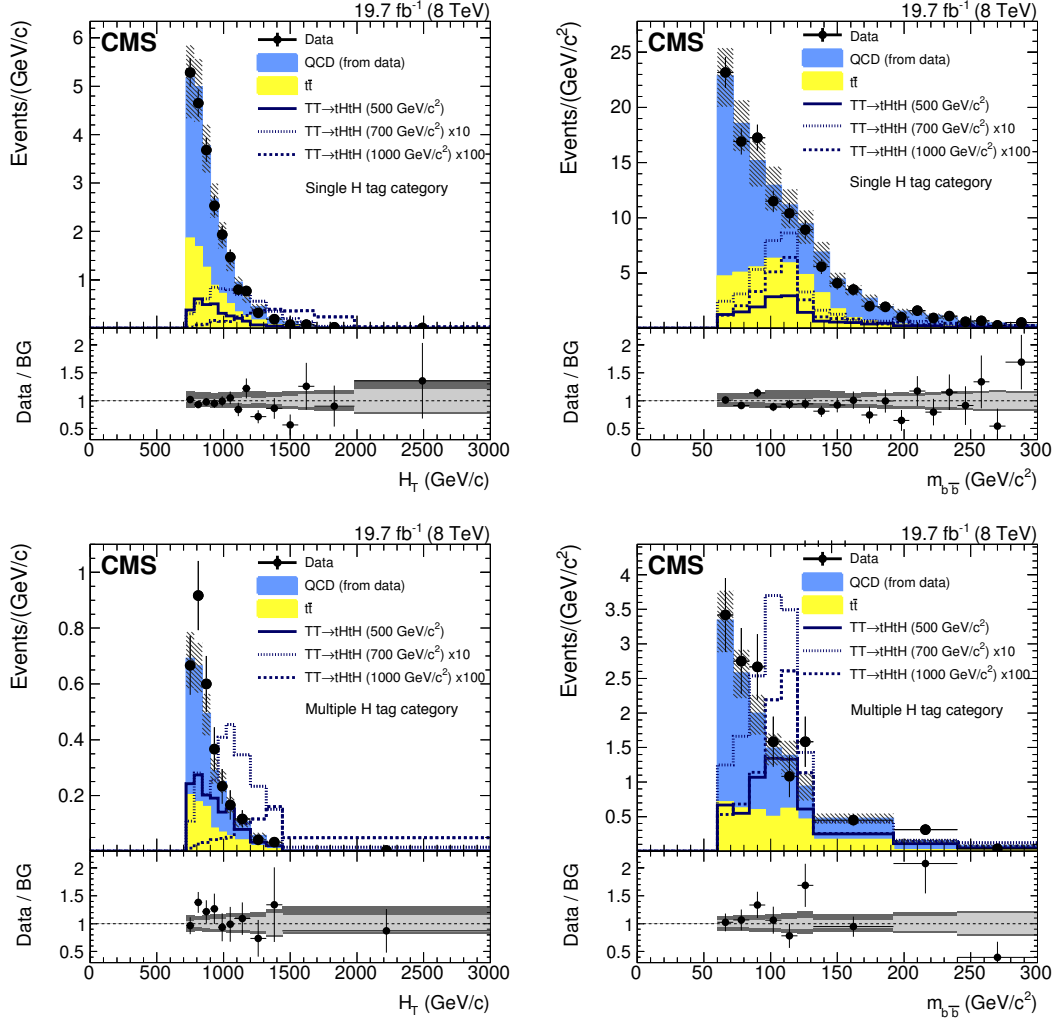 19.7 fb⁻¹ (8 TeV)
CMS
Data
QCD (from data)
tt̄
TT→tHtH (500 GeV/c²)
TT→tHtH (700 GeV/c²) x10
TT→tHtH (1000 GeV/c²) x100
Single H tag category
Events/(GeV/c)
6
5
4
3
2
1
Data / BG
2
1.5
1
0.5
0 500 1000 1500 2000 2500 3000
H_T (GeV/c)
19.7 fb⁻¹ (8 TeV)
CMS
Data
QCD (from data)
tt̄
TT→tHtH (500 GeV/c²)
TT→tHtH (700 GeV/c²) x10
TT→tHtH (1000 GeV/c²) x100
Single H tag category
Events/(GeV/c²)
25
20
15
10
5
Data / BG
2
1.5
1
0.5
0 50 100 150 200 250 300
m_bb̄ (GeV/c²)
19.7 fb⁻¹ (8 TeV)
CMS
Data
QCD (from data)
tt̄
TT→tHtH (500 GeV/c²)
TT→tHtH (700 GeV/c²) x10
TT→tHtH (1000 GeV/c²) x100
Multiple H tag category
Events/(GeV/c)
1
0.8
0.6
0.4
0.2
Data / BG
2
1.5
1
0.5
0 500 1000 1500 2000 2500 3000
H_T (GeV/c)
19.7 fb⁻¹ (8 TeV)
CMS
Data
QCD (from data)
tt̄
TT→tHtH (500 GeV/c²)
TT→tHtH (700 GeV/c²) x10
TT→tHtH (1000 GeV/c²) x100
Multiple H tag category
Events/(GeV/c²)
4
3.5
3
2.5
2
1.5
1
0.5
Data / BG
2
1.5
1
0.5
0 50 100 150 200 250 300
m_bb̄ (GeV/c²)